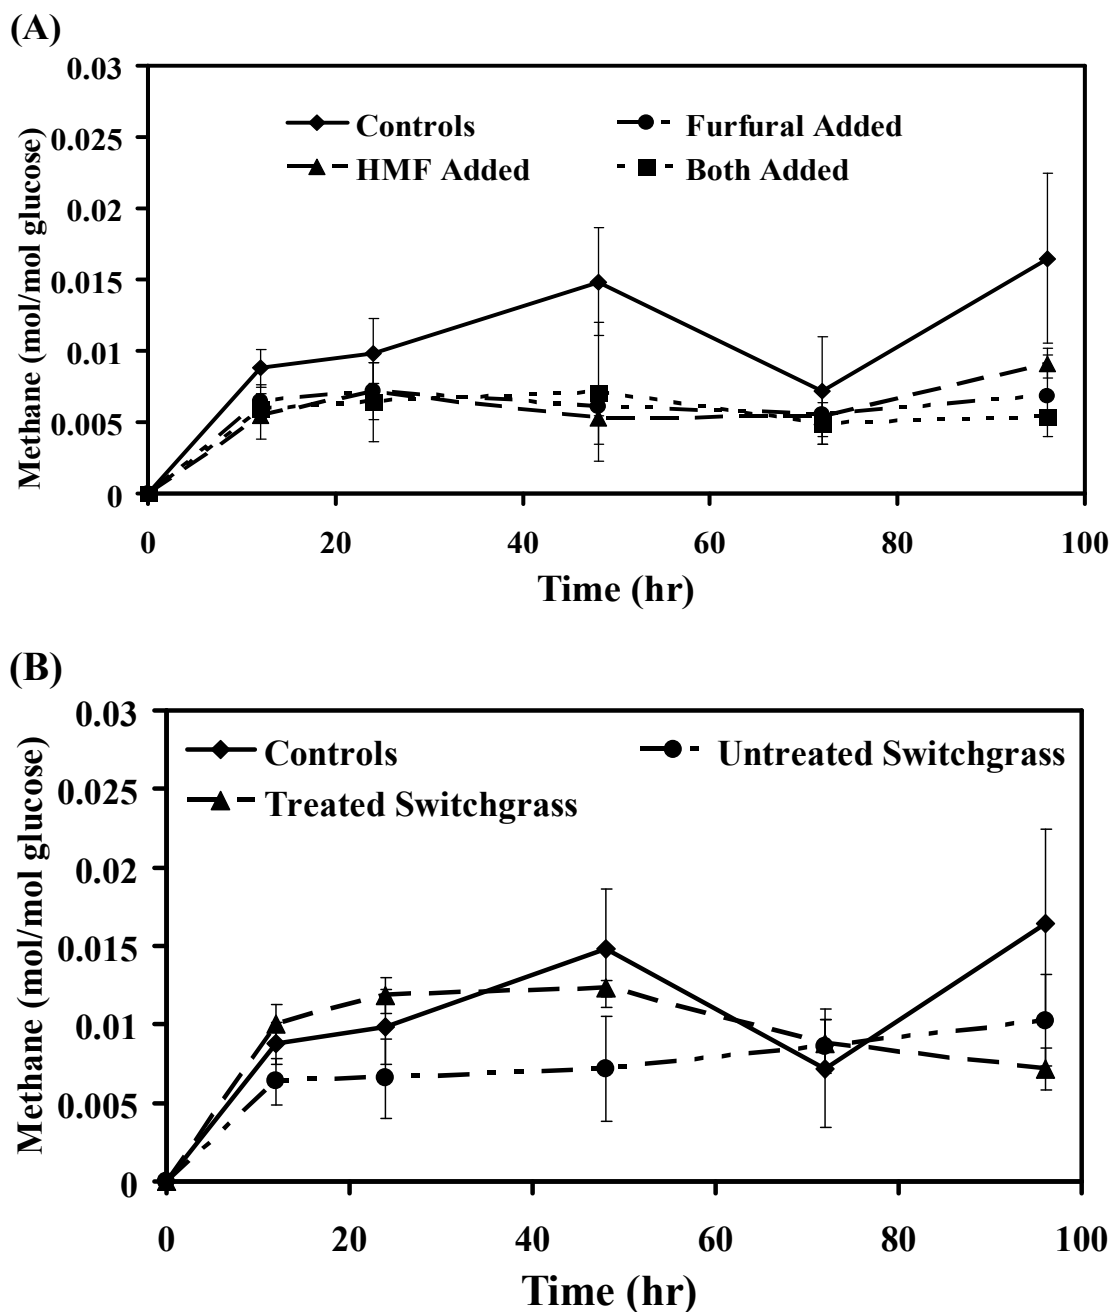 (A)
0.03
0.025
0.02
0.015
0.01
0.005
0
Methane (mol/mol glucose)
Controls
Furfural Added
HMF Added
Both Added
0 20 40 60 80 100
Time (hr)
(B)
0.03
0.025
0.02
0.015
0.01
0.005
0
Methane (mol/mol glucose)
Controls
Untreated Switchgrass
Treated Switchgrass
0 20 40 60 80 100
Time (hr)